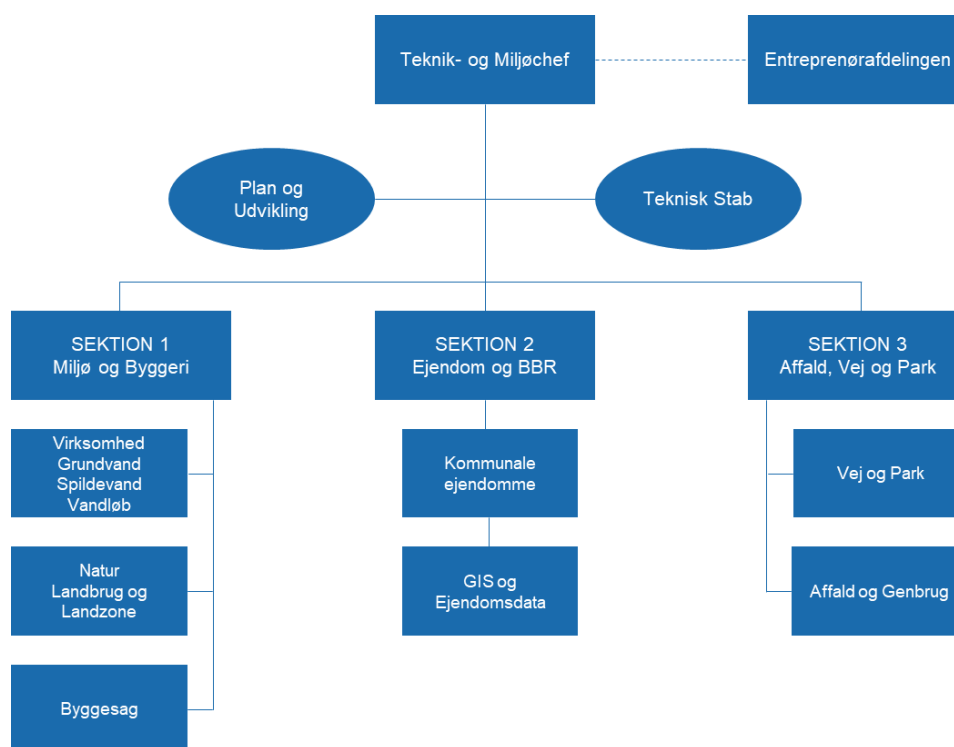 Teknik- og Miljøchef
Entreprenørafdelingen
Plan og
Udvikling
Teknisk Stab
SEKTION 1
Miljø og Byggeri
SEKTION 2
Ejendom og BBR
SEKTION 3
Affald, Vej og Park
Virksomhed
Grundvand
Spildevand
Vandløb
Kommunale
ejendomme
Vej og Park
Natur
Landbrug og
Landzone
GIS og
Ejendomsdata
Affald og Genbrug
Byggesag